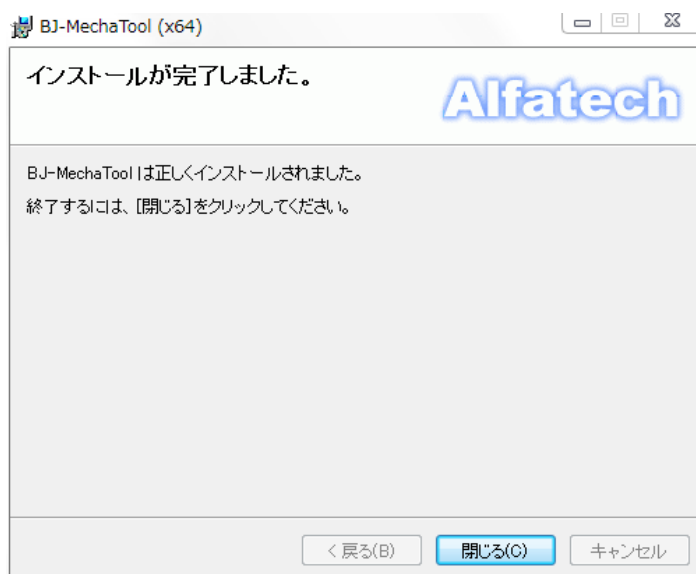 BJ-MechaTool (x64)
インストールが完了しました。
Alfatech
BJ-MechaTool は正しくインストールされました。
終了するには、[閉じる]をクリックしてください。
< 戻る(B)
閉じる(C)
キャンセル